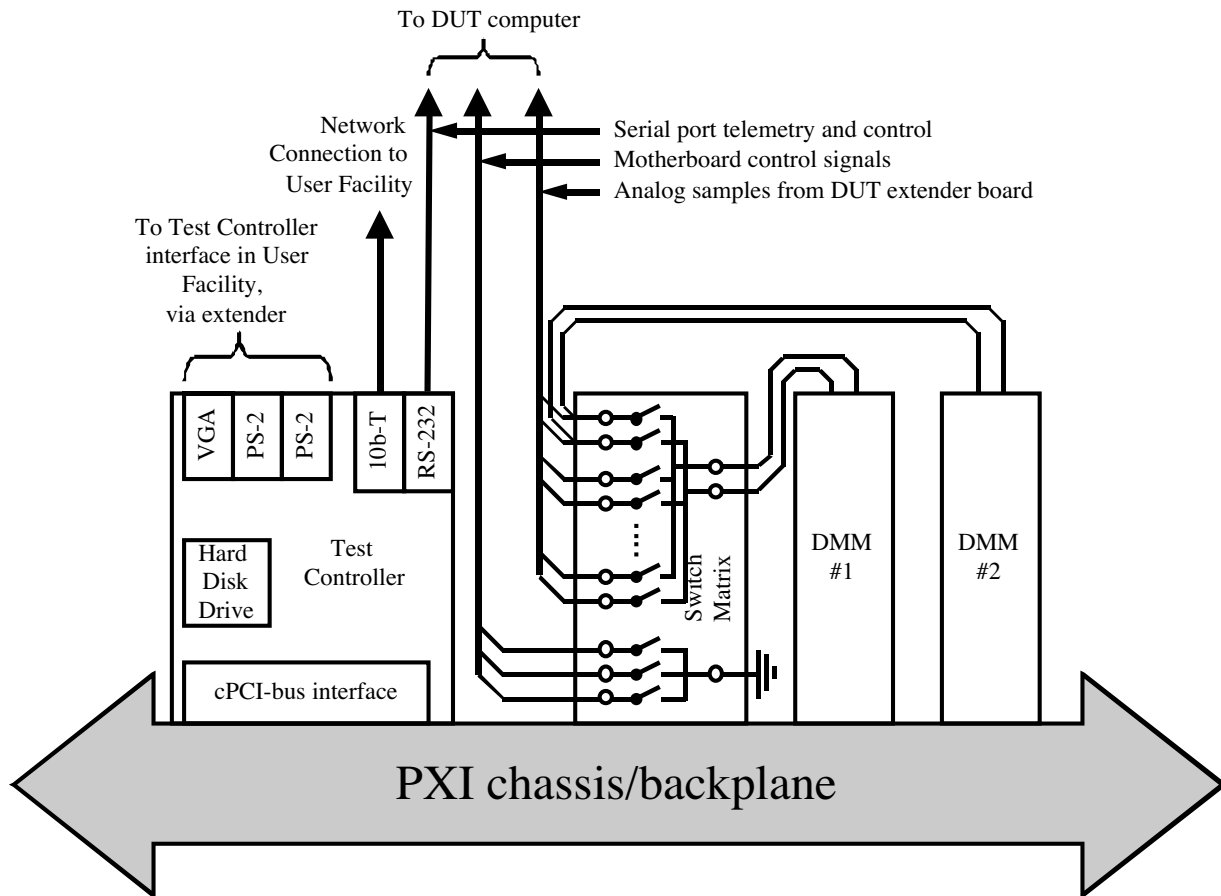 To DUT computer
Network
Connection to
User Facility
Serial port telemetry and control
Motherboard control signals
Analog samples from DUT extender board
To Test Controller
interface in User
Facility,
via extender
VGA
PS-2
PS-2
10b-T
RS-232
Hard
Disk
Drive
Test
Controller
Switch
Matrix
DMM
#1
DMM
#2
cPCI-bus interface
PXI chassis/backplane